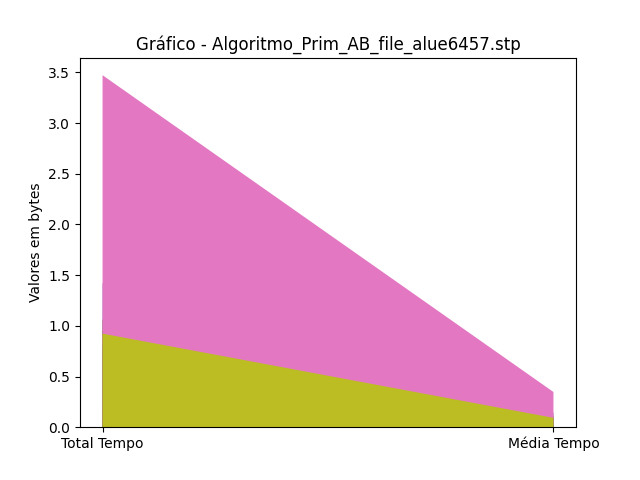 Gráfico - Algoritmo_Prim_AB_file_alue6457.stp
Valores em bytes
3.5
3.0
2.5
2.0
1.5
1.0
0.5
0.0
Total Tempo
Média Tempo